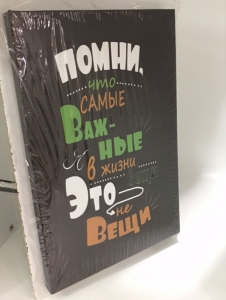 ПОМНИ,
что
САМЫЕ
ВАЖ-
НЫЕ
в жизни
ЭТО
не
ВЕЩИ